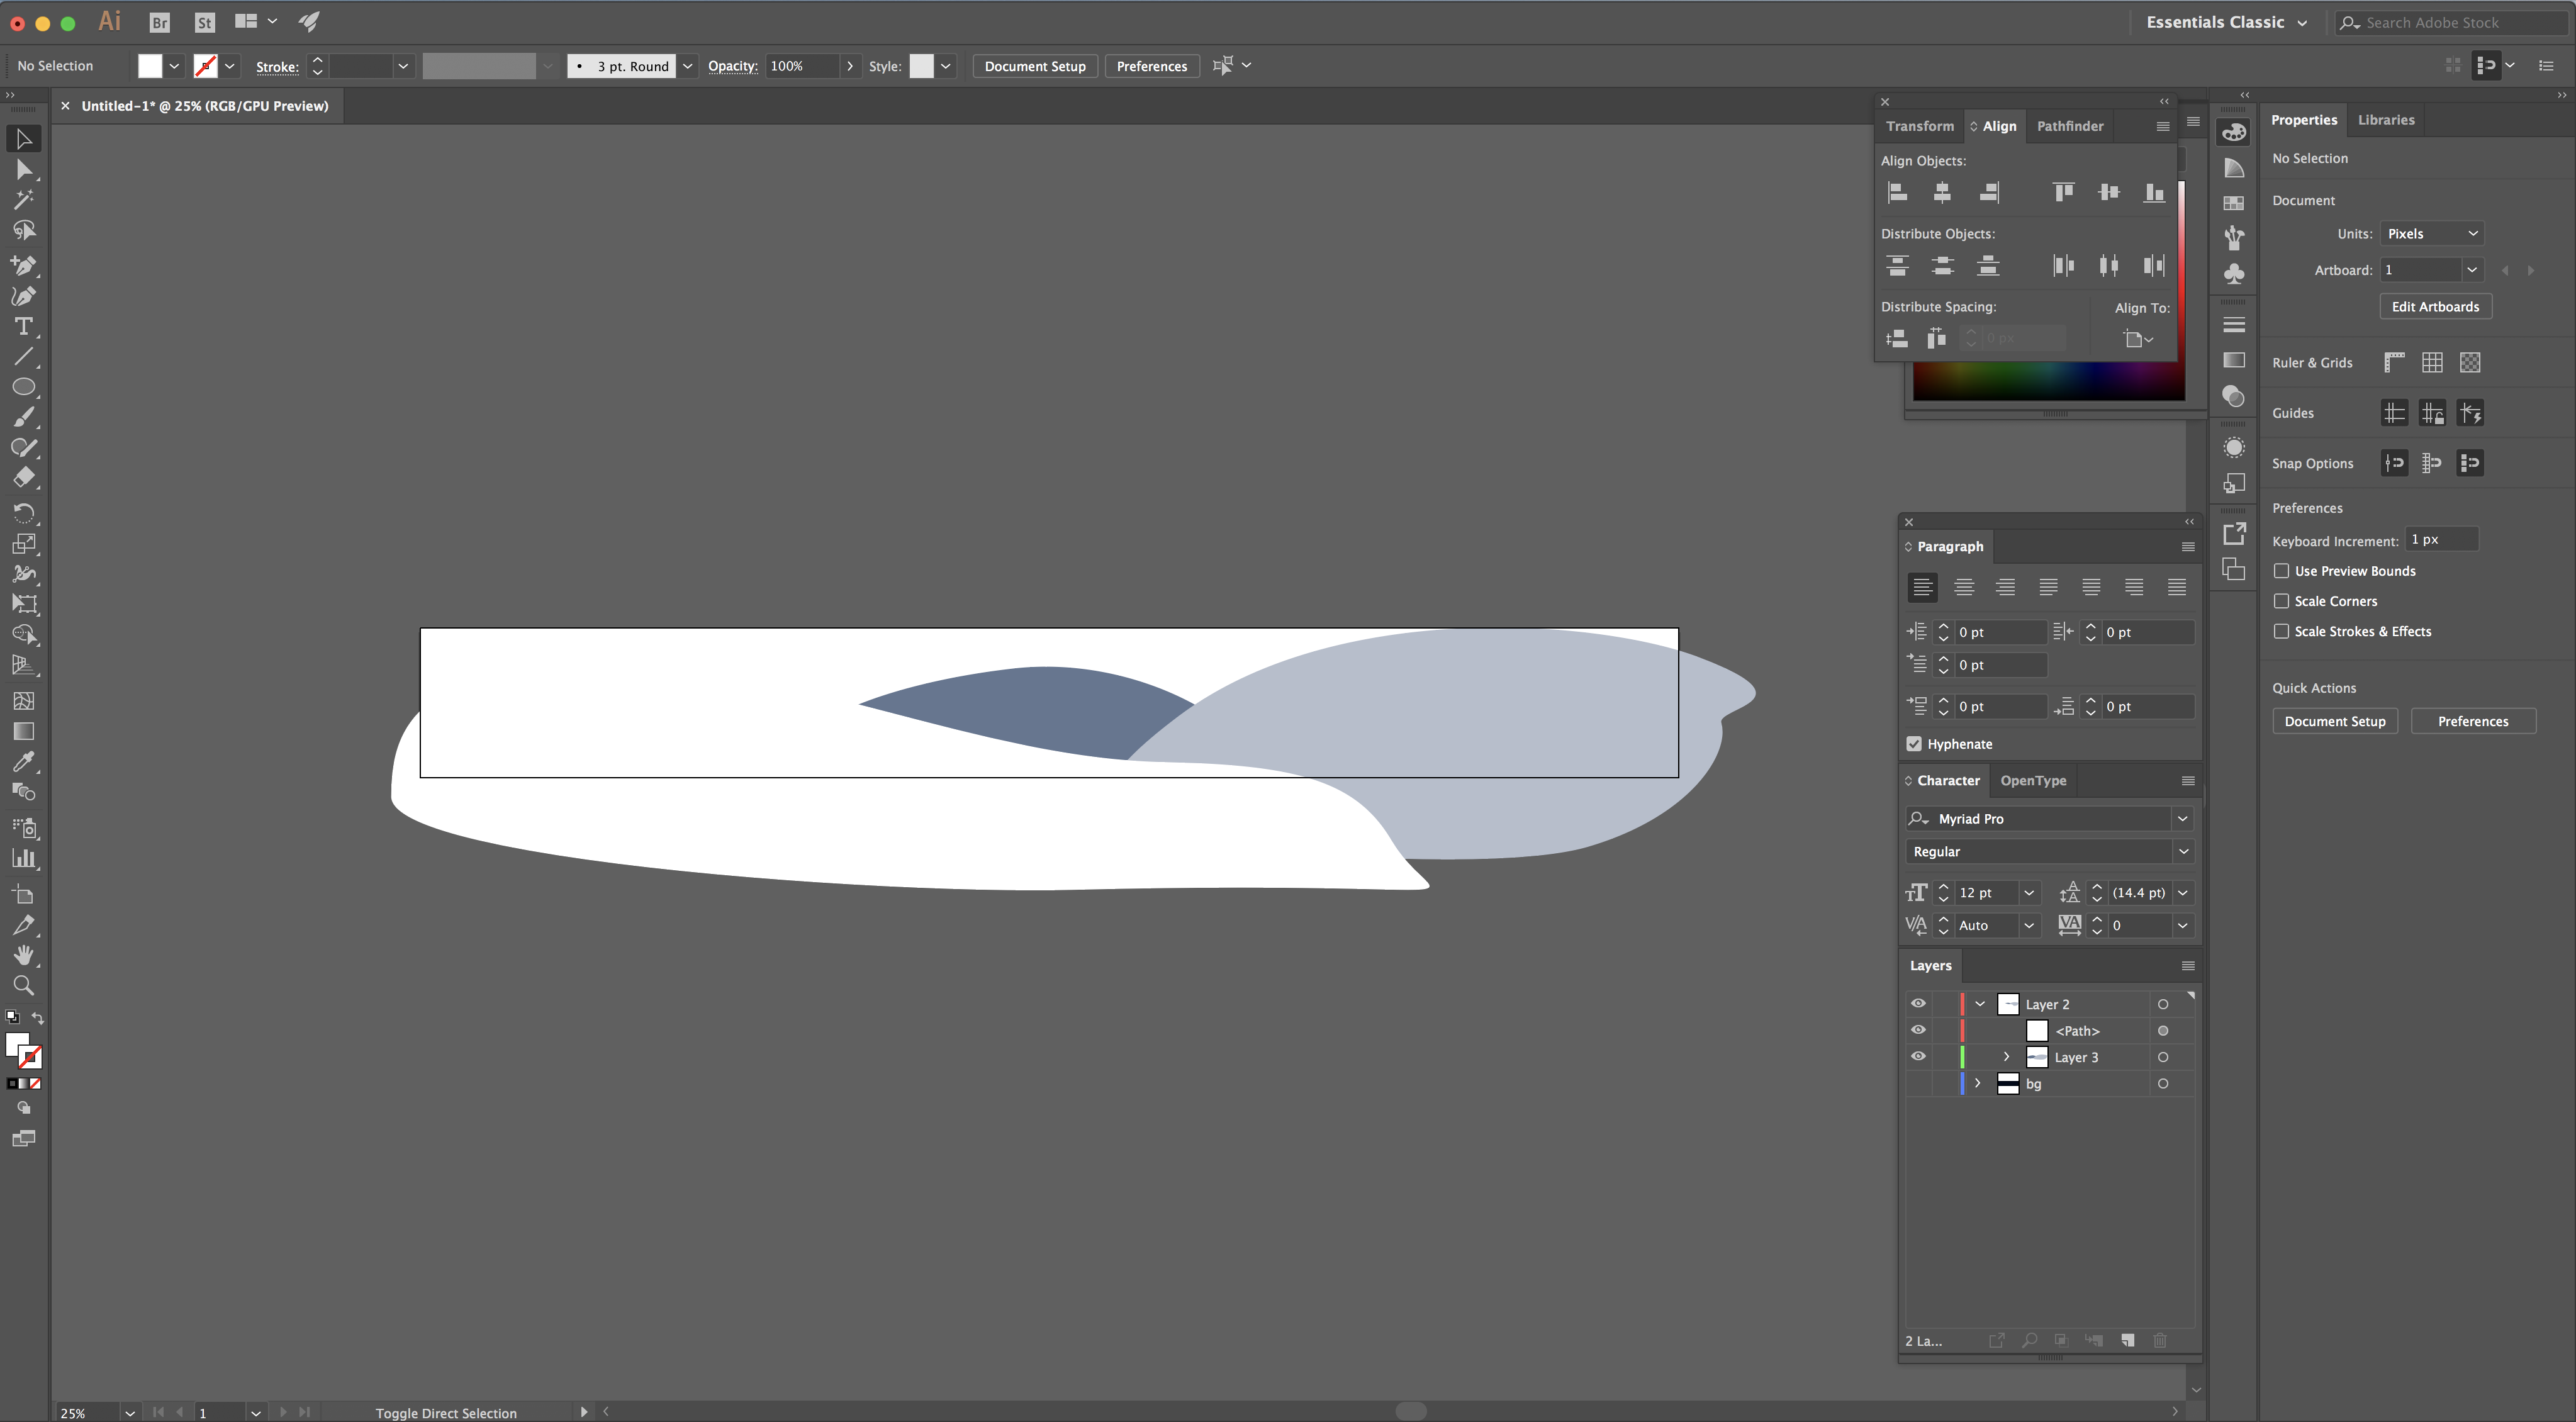 Ai Br St Essentials Classic Search Adobe Stock
No Selection Stroke: 3 pt. Round Opacity: 100% Style: Document Setup Preferences
Untitled-1* @ 25% (RGB/GPU Preview)
Transform Align Pathfinder
Align Objects:
Distribute Objects:
Distribute Spacing: Align To:
0 px
Properties Libraries
No Selection
Document
Units: Pixels
Artboard: 1
Edit Artboards
Ruler & Grids
Guides
Snap Options
Preferences
Keyboard Increment: 1 px
Use Preview Bounds
Scale Corners
Scale Strokes & Effects
Quick Actions
Document Setup Preferences
Paragraph
0 pt 0 pt
0 pt
0 pt 0 pt
Hyphenate
Character OpenType
Myriad Pro
Regular
12 pt (14.4 pt)
Auto 0
Layers
Layer 2
<Path>
Layer 3
bg
2 La...
25% 1 Toggle Direct Selection